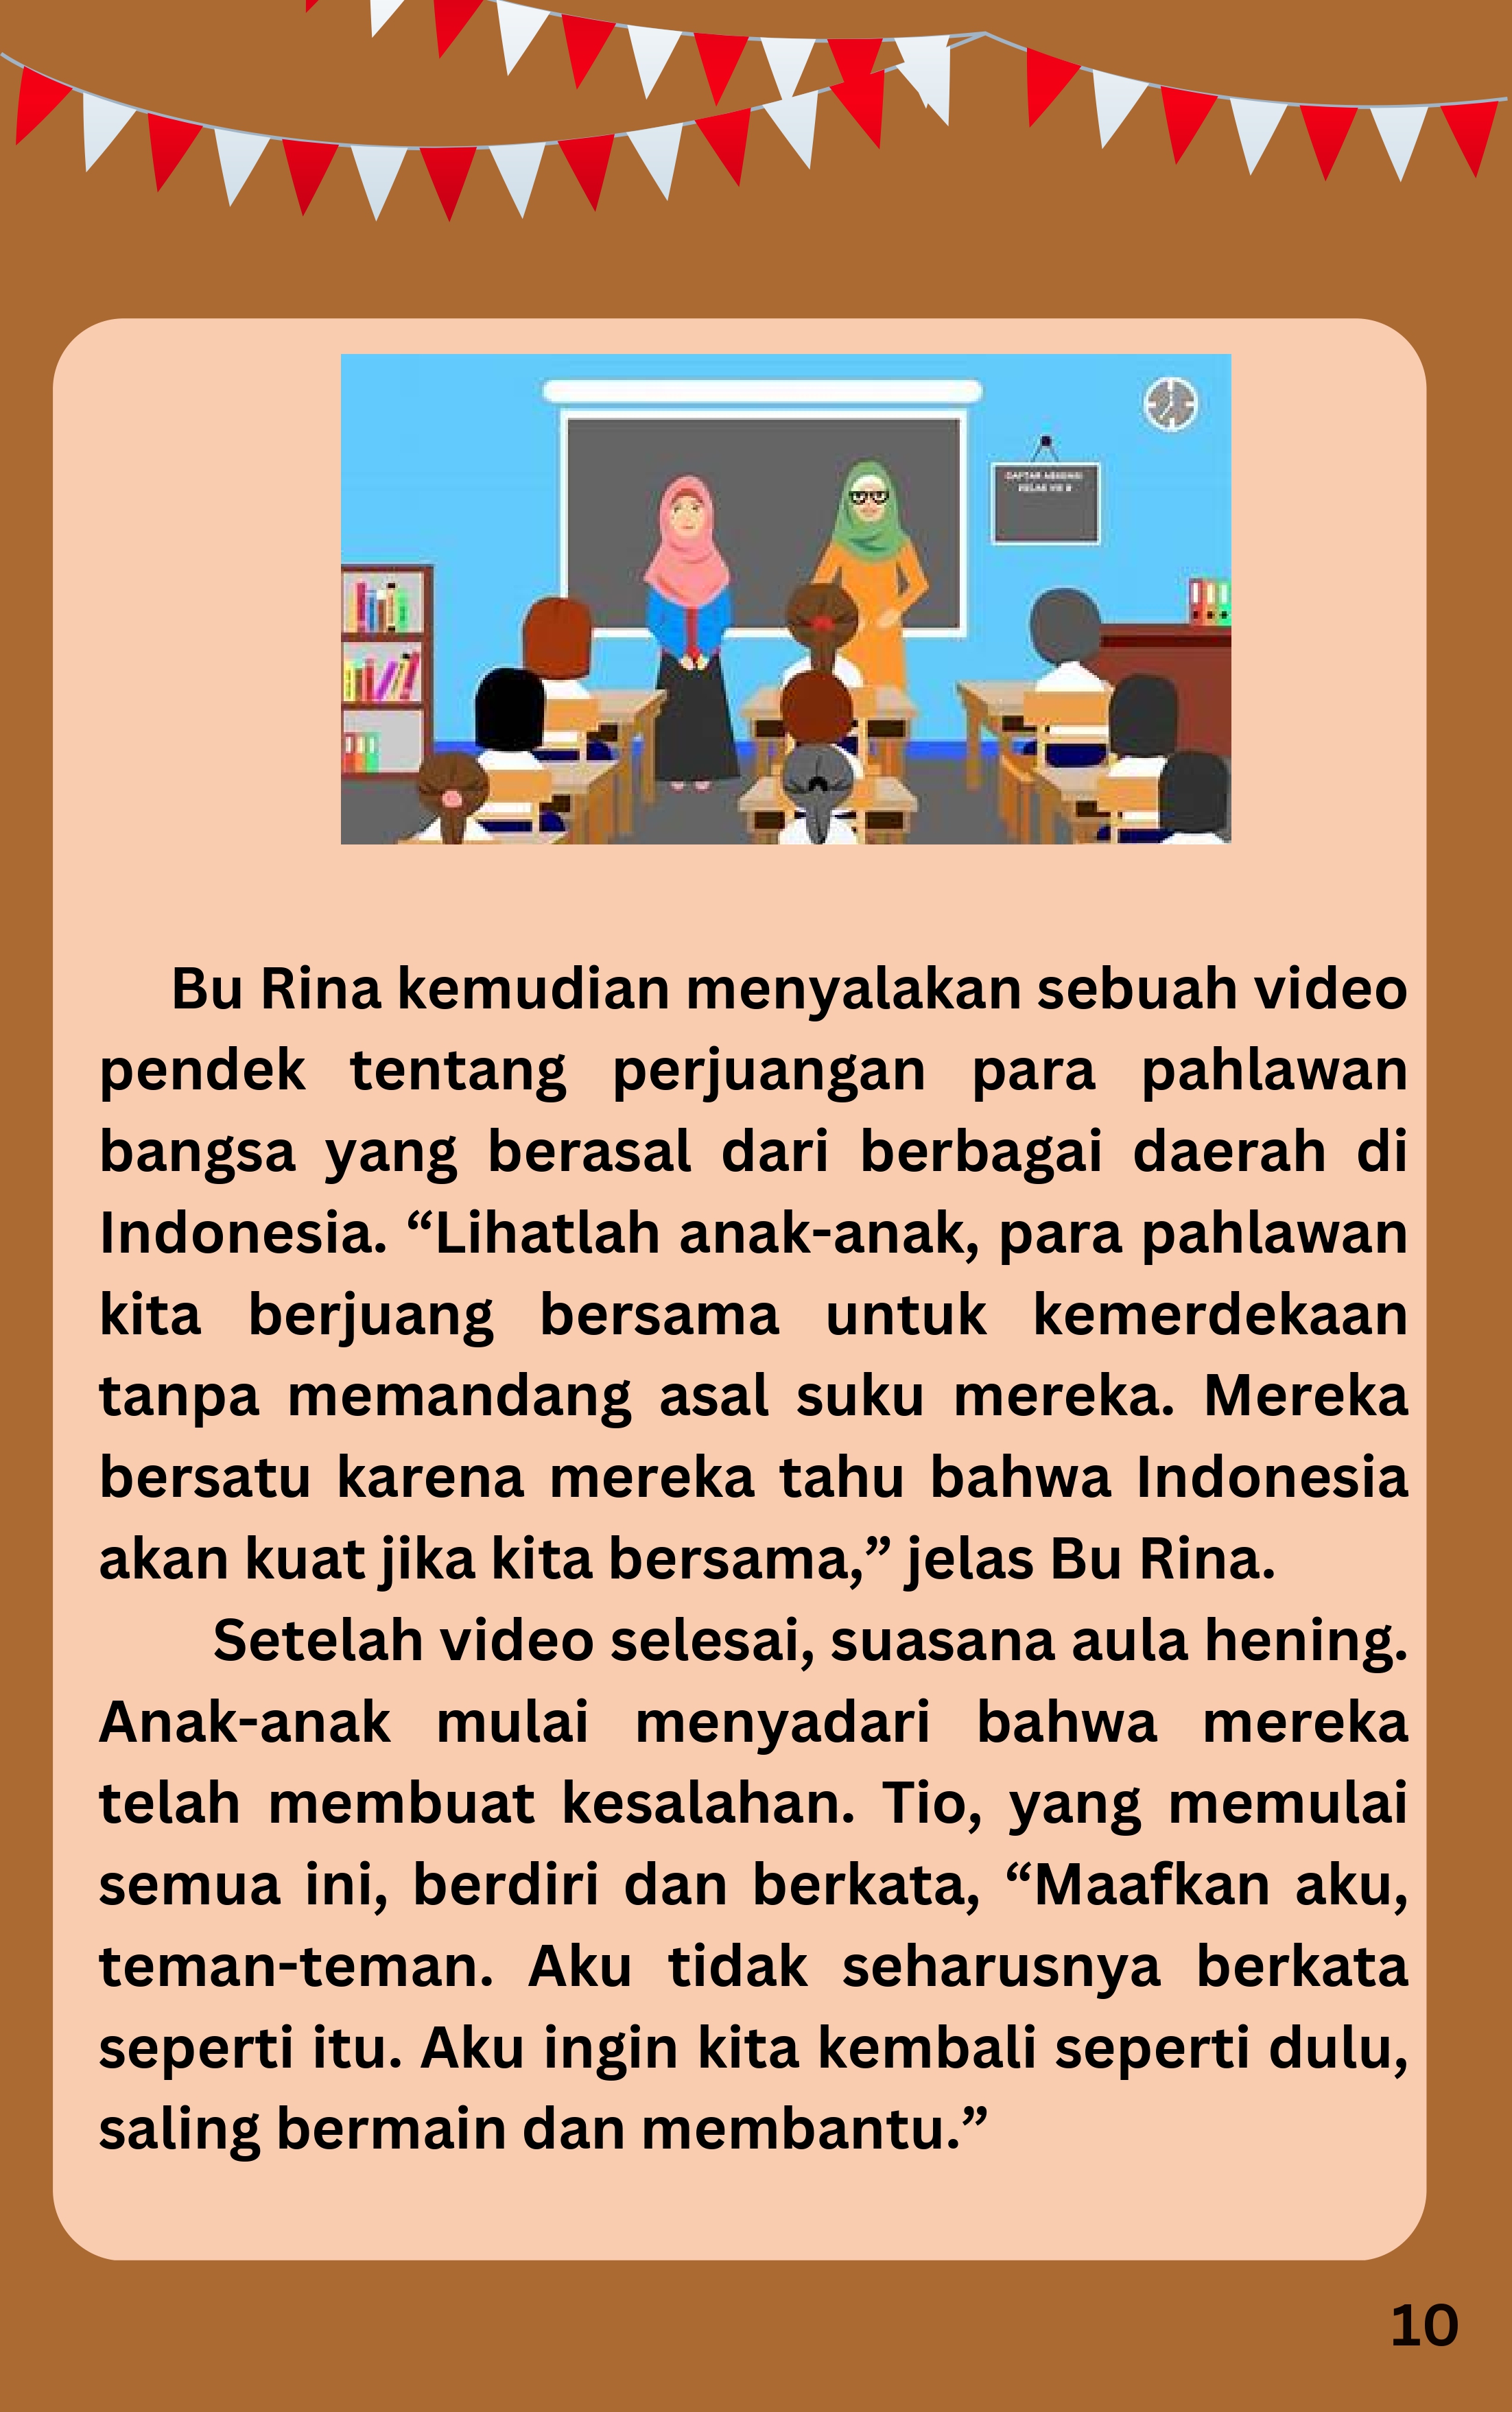 DAFTAR ABSENSI
KELAS VIII B
Bu Rina kemudian menyalakan sebuah video
pendek tentang perjuangan para pahlawan
bangsa yang berasal dari berbagai daerah di
Indonesia. “Lihatlah anak-anak, para pahlawan
kita berjuang bersama untuk kemerdekaan
tanpa memandang asal suku mereka. Mereka
bersatu karena mereka tahu bahwa Indonesia
akan kuat jika kita bersama,” jelas Bu Rina.
Setelah video selesai, suasana aula hening.
Anak-anak mulai menyadari bahwa mereka
telah membuat kesalahan. Tio, yang memulai
semua ini, berdiri dan berkata, “Maafkan aku,
teman-teman. Aku tidak seharusnya berkata
seperti itu. Aku ingin kita kembali seperti dulu,
saling bermain dan membantu.”
10